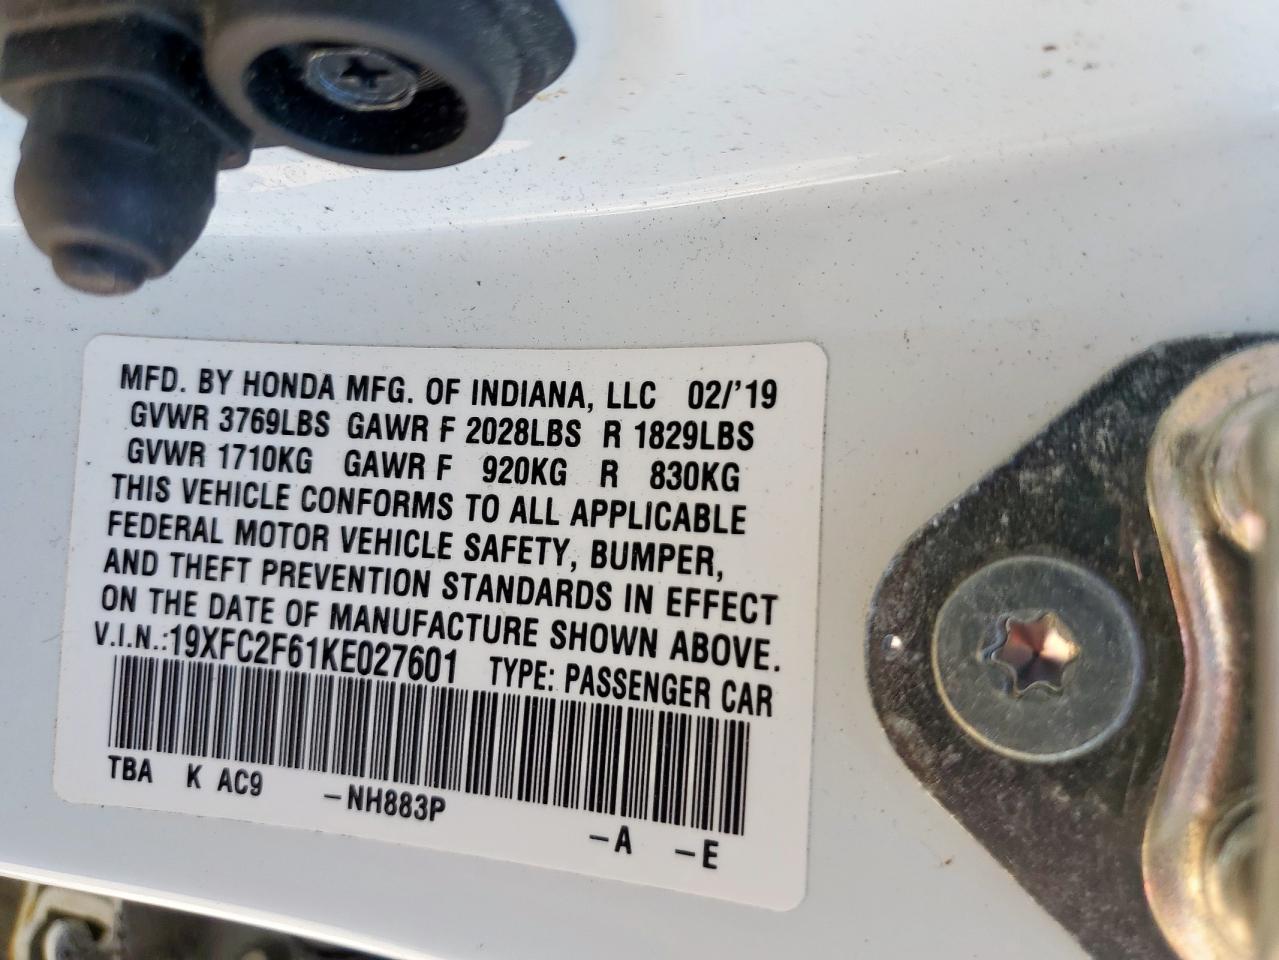 MFD. BY HONDA MFG. OF INDIANA, LLC 02/'19
GVWR 3769LBS GAWR F 2028LBS R 1829LBS
GVWR 1710KG GAWR F 920KG R 830KG
THIS VEHICLE CONFORMS TO ALL APPLICABLE
FEDERAL MOTOR VEHICLE SAFETY, BUMPER,
AND THEFT PREVENTION STANDARDS IN EFFECT
ON THE DATE OF MANUFACTURE SHOWN ABOVE.
V.I.N.:19XFC2F61KE027601 TYPE: PASSENGER CAR
TBA K AC9 -NH883P -A -E